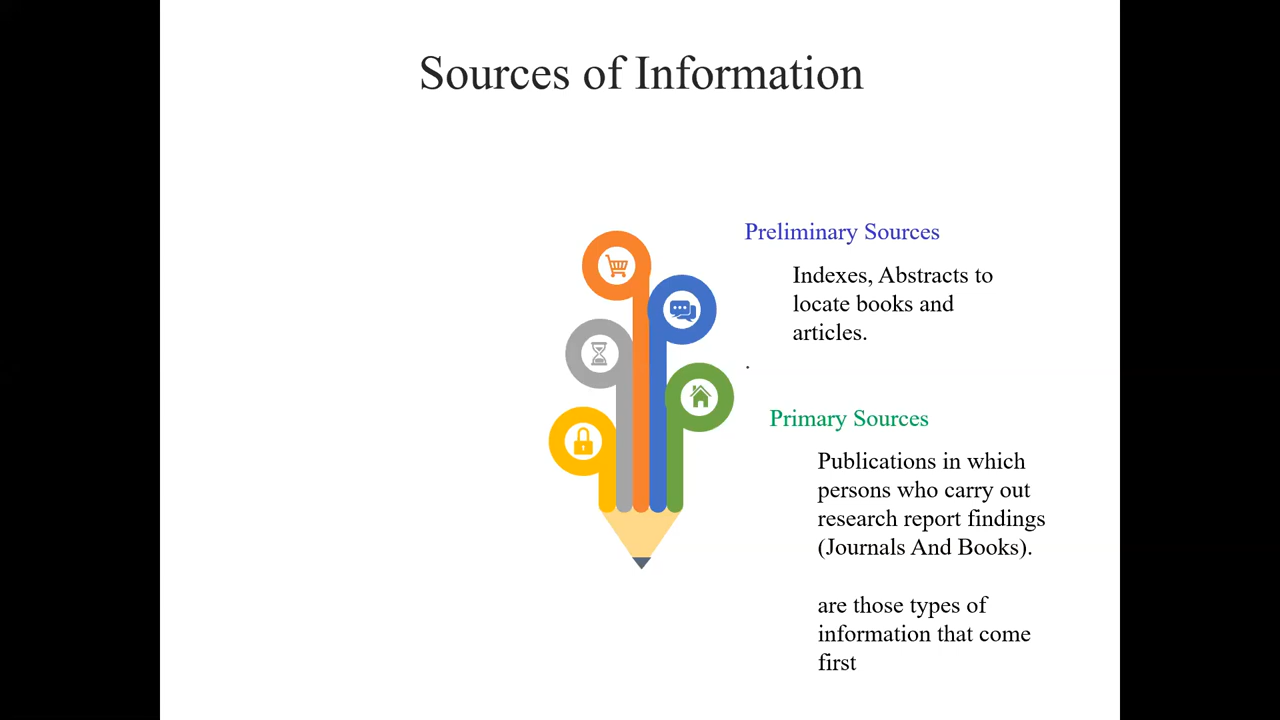 Sources of Information
Preliminary Sources
Indexes, Abstracts to
locate books and
articles.
.
Primary Sources
Publications in which
persons who carry out
research report findings
(Journals And Books).
are those types of
information that come
first